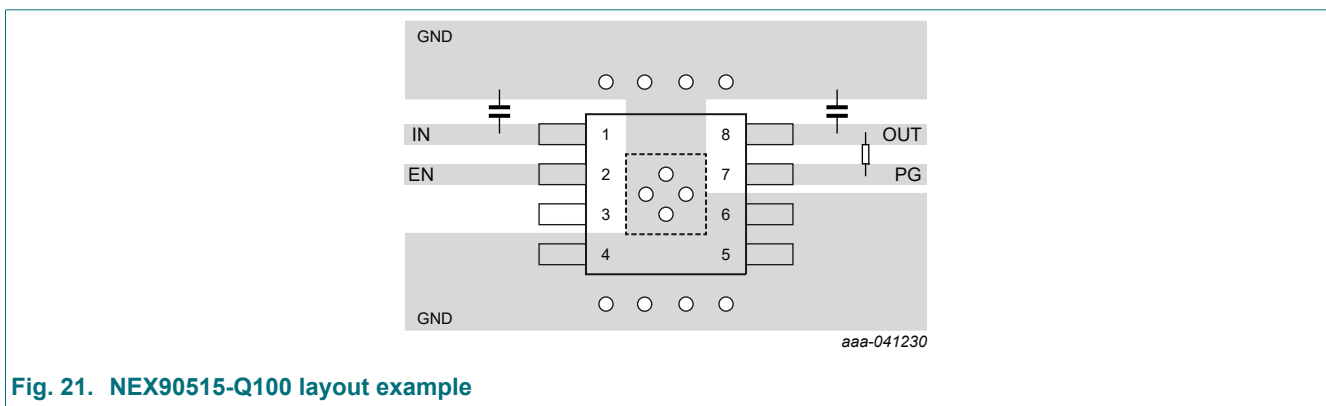 GND
IN
1
8
OUT
EN
2
7
PG
3
6
4
5
GND
aaa-041230
Fig. 21. NEX90515-Q100 layout example